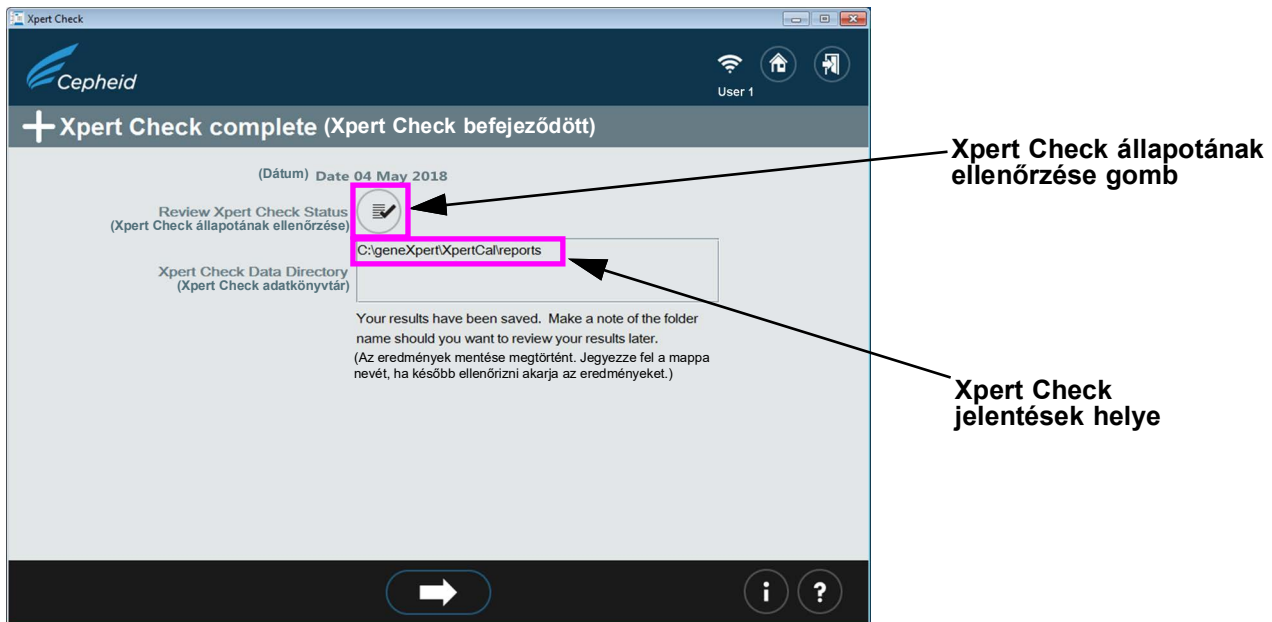 Xpert Check
Cepheid
User 1
Xpert Check complete (Xpert Check befejeződött)
(Dátum) Date 04 May 2018
Review Xpert Check Status
(Xpert Check állapotának ellenőrzése)
C:\geneXpert\XpertCal\reports
Xpert Check Data Directory
(Xpert Check adatkönyvtár)
Your results have been saved. Make a note of the folder
name should you want to review your results later.
(Az eredmények mentése megtörtént. Jegyezze fel a mappa
nevét, ha később ellenőrizni akarja az eredményeket.)
i ?
Xpert Check állapotának
ellenőrzése gomb
Xpert Check
jelentések helye